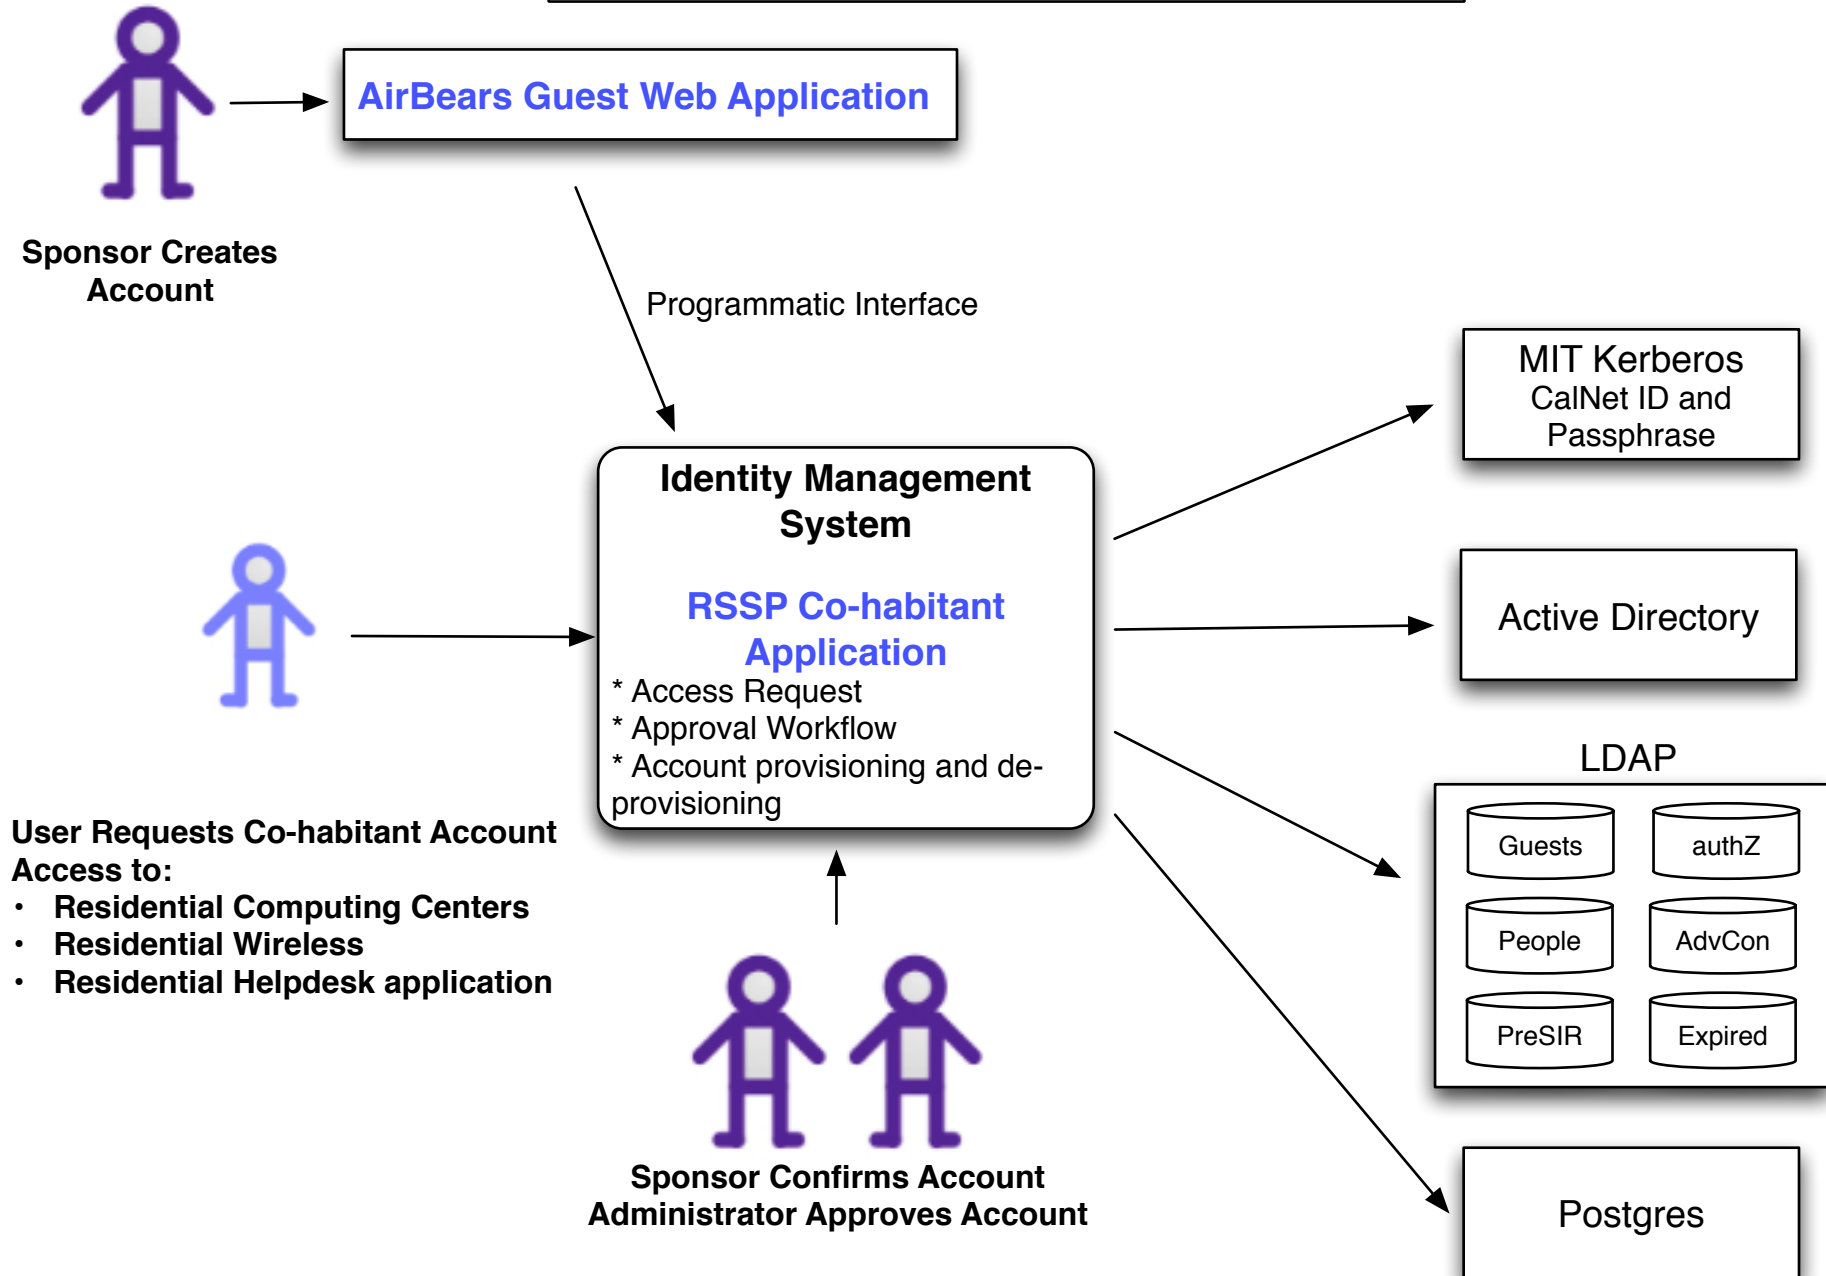 AirBears Guest Web Application
Sponsor Creates
Account
Programmatic Interface
MIT Kerberos
CalNet ID and
Passphrase
Identity Management
System
RSSP Co-habitant
Application
* Access Request
* Approval Workflow
* Account provisioning and de-
provisioning
Active Directory
LDAP
Guests
authZ
People
AdvCon
PreSIR
Expired
User Requests Co-habitant Account
Access to:
• Residential Computing Centers
• Residential Wireless
• Residential Helpdesk application
Sponsor Confirms Account
Administrator Approves Account
Postgres